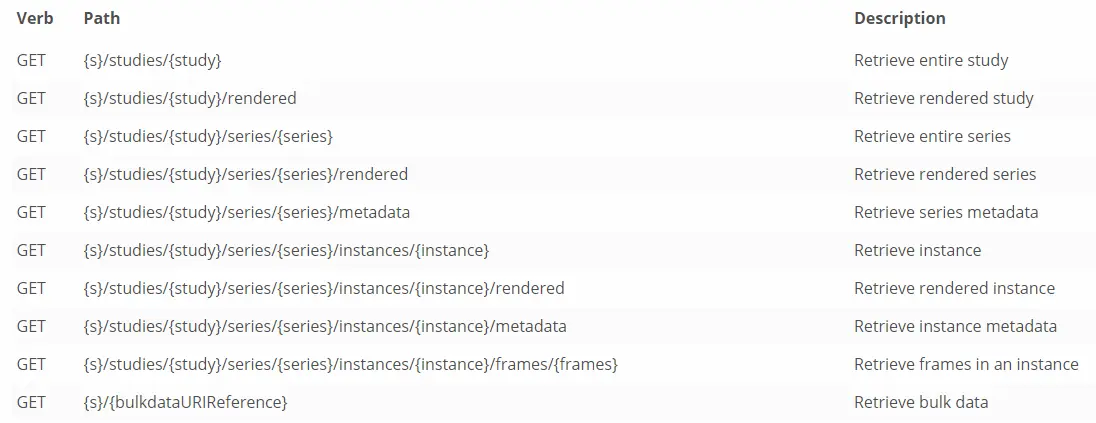 Verb Path Description
GET {s}/studies/{study} Retrieve entire study
GET {s}/studies/{study}/rendered Retrieve rendered study
GET {s}/studies/{study}/series/{series} Retrieve entire series
GET {s}/studies/{study}/series/{series}/rendered Retrieve rendered series
GET {s}/studies/{study}/series/{series}/metadata Retrieve series metadata
GET {s}/studies/{study}/series/{series}/instances/{instance} Retrieve instance
GET {s}/studies/{study}/series/{series}/instances/{instance}/rendered Retrieve rendered instance
GET {s}/studies/{study}/series/{series}/instances/{instance}/metadata Retrieve instance metadata
GET {s}/studies/{study}/series/{series}/instances/{instance}/frames/{frames} Retrieve frames in an instance
GET {s}/{bulkdataURIReference} Retrieve bulk data